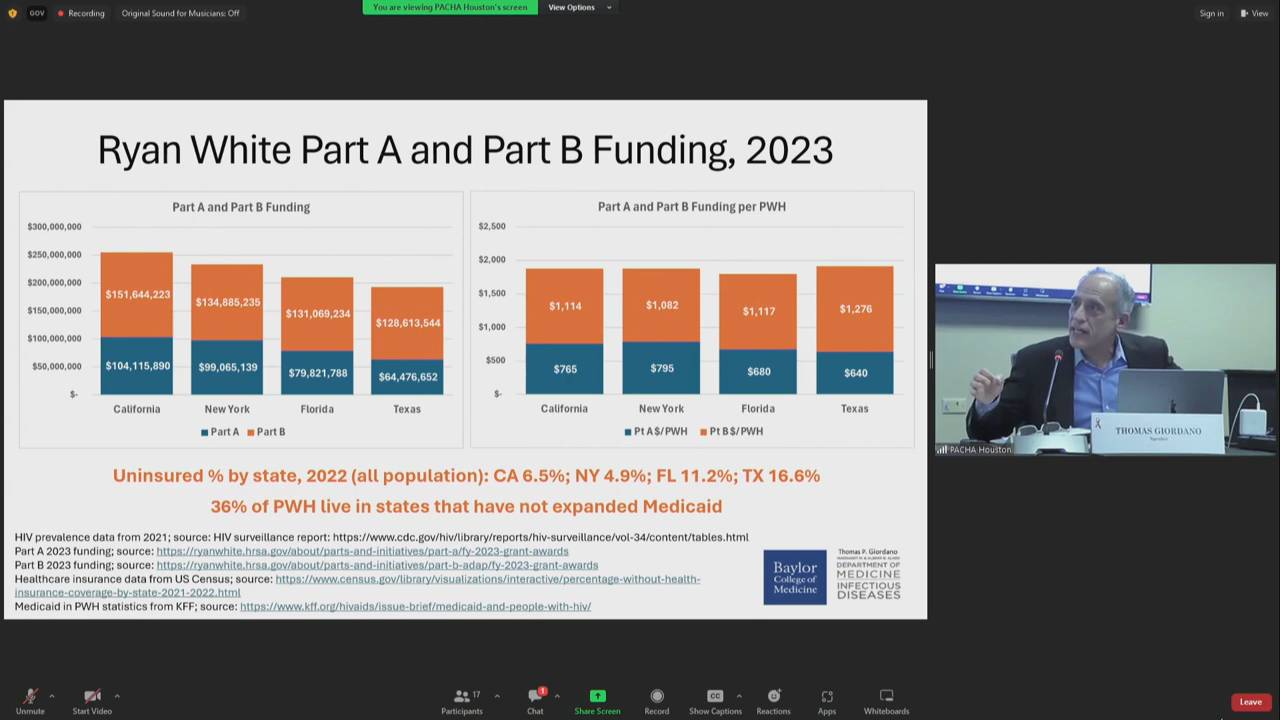 GOV
Recording
Original Sound for Musicians: Off
You are viewing PACHA Houston's screen
View Options
Sign in
View
Ryan White Part A and Part B Funding, 2023
Part A and Part B Funding
$300,000,000
$250,000,000
$200,000,000
$150,000,000
$100,000,000
$50,000,000
$-
$151,644,223
$134,885,235
$131,069,234
$128,613,544
$104,115,890
$99,065,139
$79,821,788
$64,476,652
California
New York
Florida
Texas
Part A
Part B
Part A and Part B Funding per PWH
$2,500
$2,000
$1,500
$1,000
$500
$-
$1,114
$1,082
$1,117
$1,276
$765
$795
$680
$640
California
New York
Florida
Texas
Pt A $/PWH
Pt B $/PWH
Uninsured % by state, 2022 (all population): CA 6.5%; NY 4.9%; FL 11.2%; TX 16.6%
36% of PWH live in states that have not expanded Medicaid
HIV prevalence data from 2021; source: HIV surveillance report: https://www.cdc.gov/hiv/library/reports/hiv-surveillance/vol-34/content/tables.html
Part A 2023 funding; source: https://ryanwhite.hrsa.gov/about/parts-and-initiatives/part-a/fy-2023-grant-awards
Part B 2023 funding; source: https://ryanwhite.hrsa.gov/about/parts-and-initiatives/part-b-adap/fy-2023-grant-awards
Healthcare insurance data from US Census; source: https://www.census.gov/library/visualizations/interactive/percentage-without-health-
insurance-coverage-by-state-2021-2022.html
Medicaid in PWH statistics from KFF; source: https://www.kff.org/hivaids/issue-brief/medicaid-and-people-with-hiv/
Baylor
College of
Medicine
Thomas P. Giordano
DEPARTMENT OF
MEDICINE
INFECTIOUS
DISEASES
THOMAS GIORDANO
Speaker
PACHA Houston
Unmute
Start Video
Participants
17
Chat
1
Share Screen
Record
CC
Show Captions
Reactions
Apps
Whiteboards
Leave